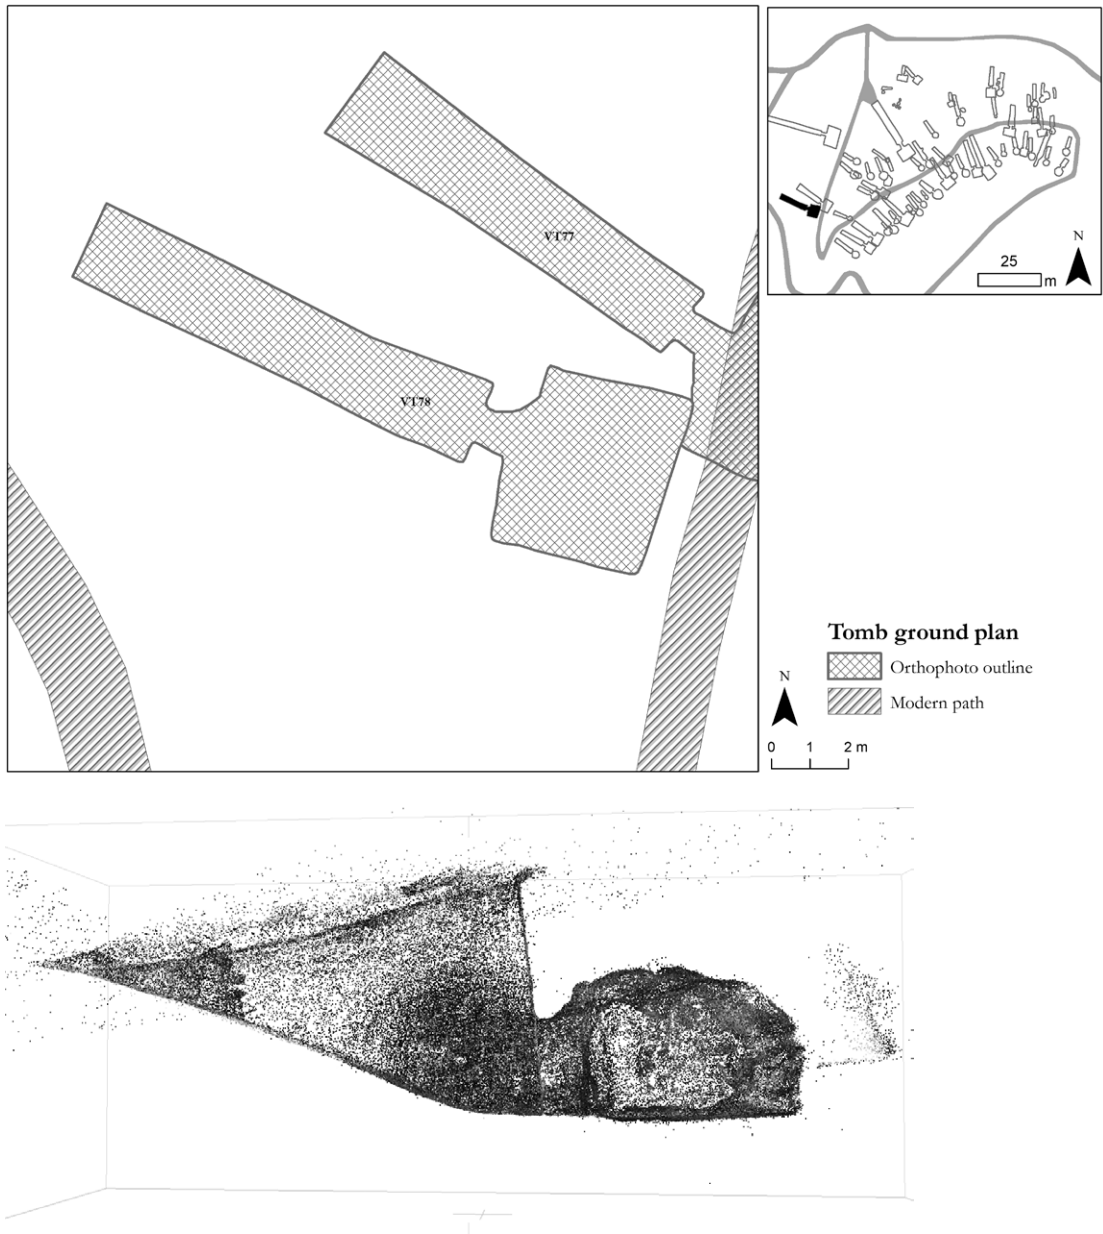 VT77
VT78
N
25
m
Tomb ground plan
Orthophoto outline
Modern path
N
0 1 2 m